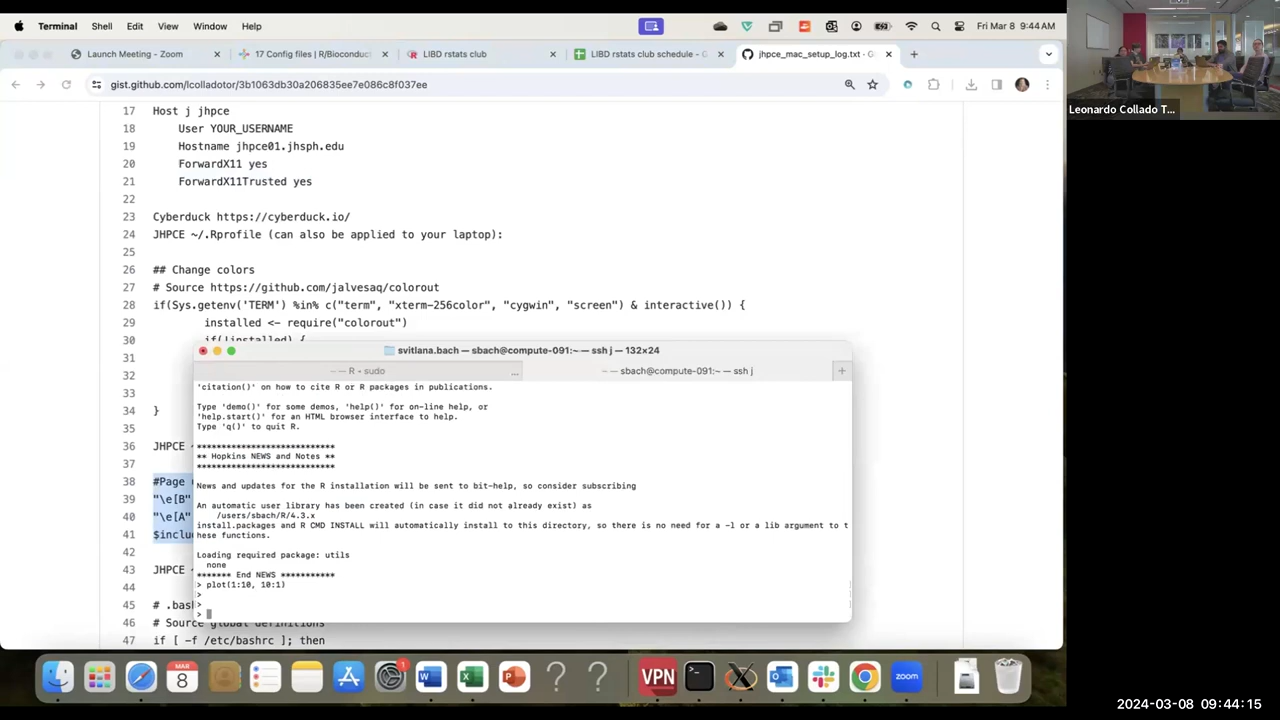 Terminal Shell Edit View Window Help
Fri Mar 8 9:44 AM
Launch Meeting - Zoom
17 Config files | R/Bioconduct
LIBD rstats club
LIBD rstats club schedule - G
jhpce_mac_setup_log.txt · G
gist.github.com/lcolladotor/3b1063db30a206835ee7e086c8f037ee
17 Host j jhpce
18 User YOUR_USERNAME
19 Hostname jhpce01.jhsph.edu
20 ForwardX11 yes
21 ForwardX11Trusted yes
22
23 Cyberduck https://cyberduck.io/
24 JHPCE ~/.Rprofile (can also be applied to your laptop):
25
26 ## Change colors
27 # Source https://github.com/jalvesaq/colorout
28 if(Sys.getenv('TERM') %in% c("term", "xterm-256color", "cygwin", "screen") & interactive()) {
29 installed <- require("colorout")
30 if(!installed) {
31
32
33
34 }
35
36 JHPCE ~
37
38 #Page
39 "\e[B"
40 "\e[A"
41 $inclu
42
43 JHPCE ~
44
45 # .bash
46 # Source global definitions
47 if [ -f /etc/bashrc ]; then
svitlana.bach — sbach@compute-091:~ — ssh j — 132×24
~ — R • sudo ...
~ — sbach@compute-091:~ — ssh j +
'citation()' on how to cite R or R packages in publications.
Type 'demo()' for some demos, 'help()' for on-line help, or
'help.start()' for an HTML browser interface to help.
Type 'q()' to quit R.
****************************
** Hopkins NEWS and Notes **
****************************
News and updates for the R installation will be sent to bit-help, so consider subscribing
An automatic user library has been created (in case it did not already exist) as
/users/sbach/R/4.3.x
install.packages and R CMD INSTALL will automatically install to this directory, so there is no need for a -l or a lib argument to t
hese functions.
Loading required package: utils
none
******* End NEWS ***********
> plot(1:10, 10:1)
>
>
>
Leonardo Collado T...
MAR
8
1
VPN
zoom
2024-03-08 09:44:15